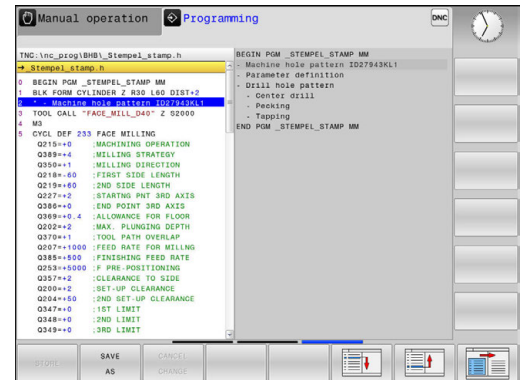 Manual operation
Programming
DNC
TNC:\nc_prog\BHB\_Stempel_stamp.h
→_Stempel_stamp.h
0 BEGIN PGM _STEMPEL_STAMP MM
1 BLK FORM CYLINDER Z R30 L60 DIST+2
2 * - Machine hole pattern ID27943KL1
3 TOOL CALL "FACE_MILL_D40" Z S2000
4 M3
5 CYCL DEF 233 FACE MILLING
Q215=+0 ;MACHINING OPERATION
Q389=+4 ;MILLING STRATEGY
Q350=+1 ;MILLING DIRECTION
Q218=-60 ;FIRST SIDE LENGTH
Q219=+60 ;2ND SIDE LENGTH
Q227=+2 ;STARTNG PNT 3RD AXIS
Q386=+0 ;END POINT 3RD AXIS
Q369=+0.4 ;ALLOWANCE FOR FLOOR
Q202=+2 ;MAX. PLUNGING DEPTH
Q370=+1 ;TOOL PATH OVERLAP
Q207=+1000 ;FEED RATE FOR MILLNG
Q385=+500 ;FINISHING FEED RATE
Q253=+5000 ;F PRE-POSITIONING
Q357=+2 ;CLEARANCE TO SIDE
Q200=+2 ;SET-UP CLEARANCE
Q204=+50 ;2ND SET-UP CLEARANCE
Q347=+0 ;1ST LIMIT
Q348=+0 ;2ND LIMIT
Q349=+0 ;3RD LIMIT
BEGIN PGM _STEMPEL_STAMP MM
- Machine hole pattern ID27943KL1
- Parameter definition
- Drill hole pattern
- Center drill
- Pecking
- Tapping
END PGM _STEMPEL_STAMP MM
STORE
SAVE
AS
CANCEL
CHANGE